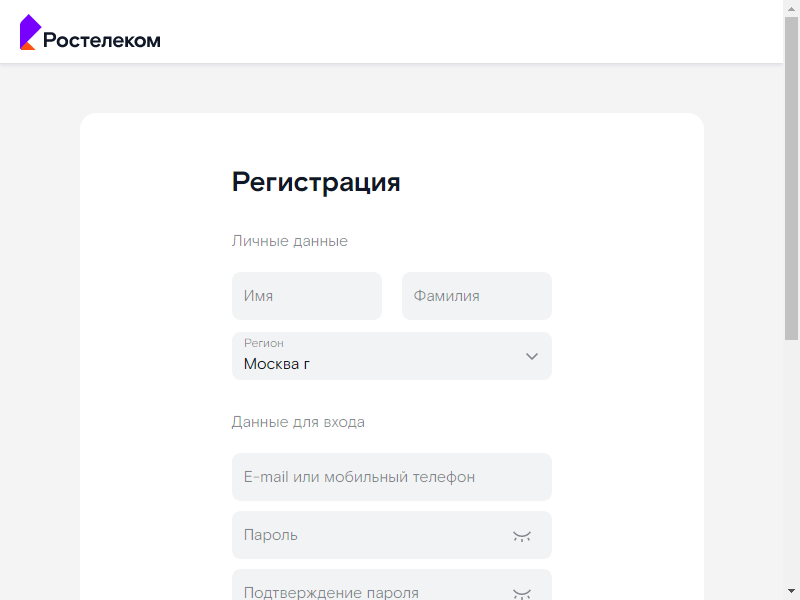 Ростелеком
Регистрация
Личные данные
Имя
Фамилия
Регион
Москва г
Данные для входа
E-mail или мобильный телефон
Пароль
Подтверждение пароля